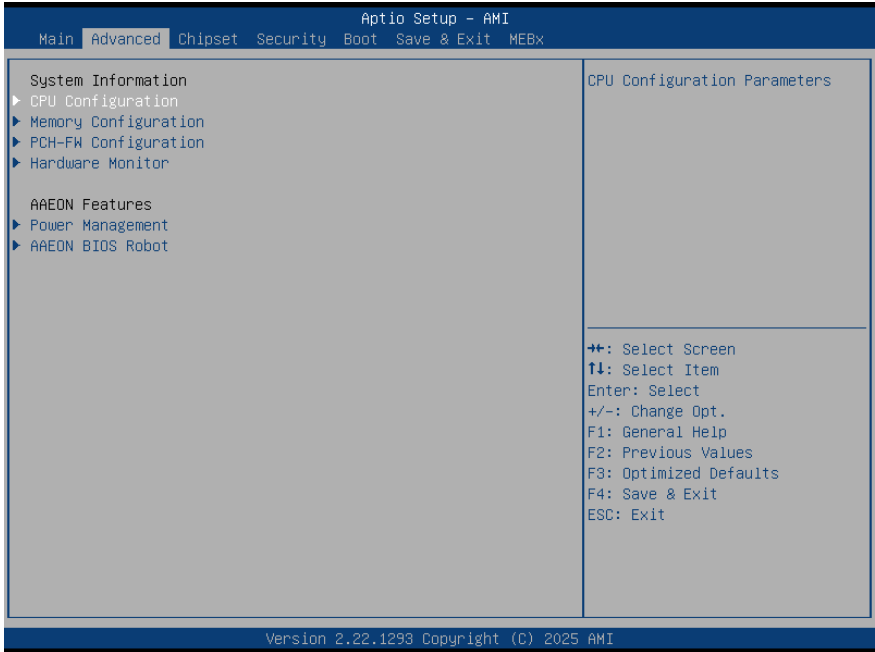 Aptio Setup – AMI
Main Advanced Chipset Security Boot Save & Exit MEBx
System Information
CPU Configuration
Memory Configuration
PCH-FW Configuration
Hardware Monitor
AAEON Features
Power Management
AAEON BIOS Robot
CPU Configuration Parameters
→←: Select Screen
↑↓: Select Item
Enter: Select
+/-: Change Opt.
F1: General Help
F2: Previous Values
F3: Optimized Defaults
F4: Save & Exit
ESC: Exit
Version 2.22.1293 Copyright (C) 2025 AMI